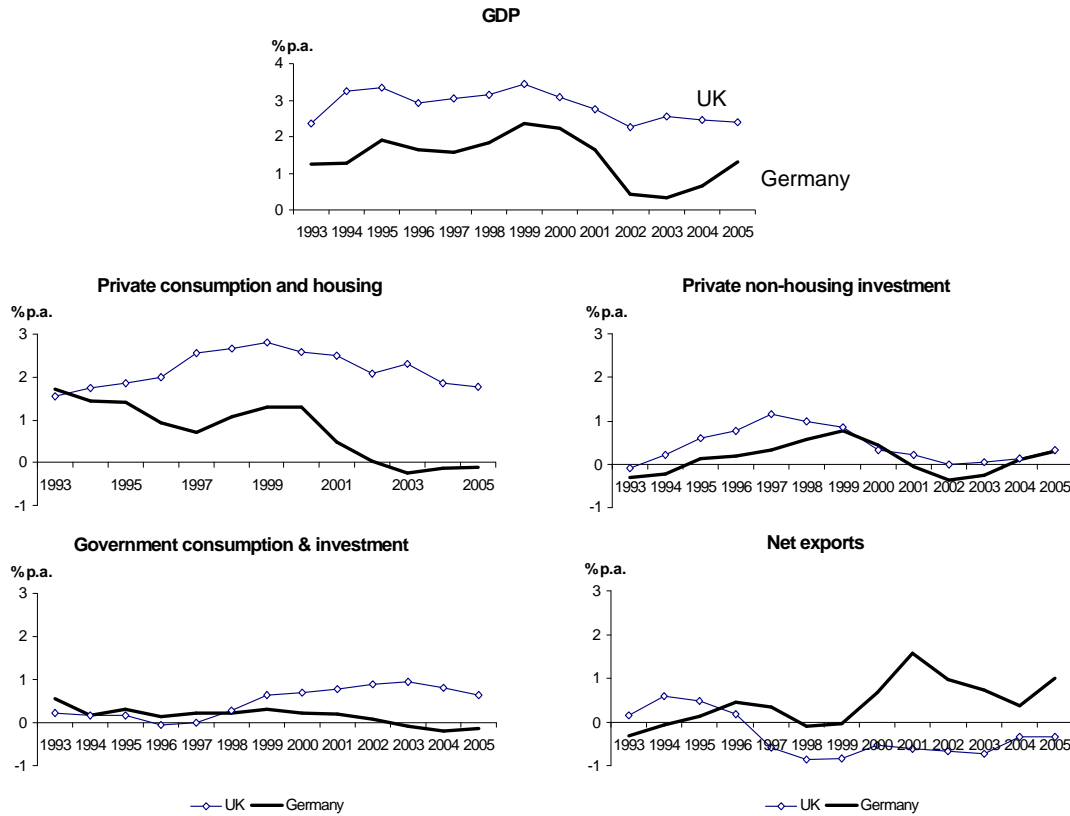 GDP
% p.a.
4
3
2
1
0
UK
Germany
1993 1994 1995 1996 1997 1998 1999 2000 2001 2002 2003 2004 2005
Private consumption and housing
% p.a.
3
2
1
0
-1
1993 1995 1997 1999 2001 2003 2005
Private non-housing investment
% p.a.
3
2
1
0
-1
1993 1994 1995 1996 1997 1998 1999 2000 2001 2002 2003 2004 2005
Government consumption & investment
% p.a.
3
2
1
0
-1
1993 1994 1995 1996 1997 1998 1999 2000 2001 2002 2003 2004 2005
UK Germany
Net exports
% p.a.
3
2
1
0
-1
1993 1994 1995 1996 1997 1998 1999 2000 2001 2002 2003 2004 2005
UK Germany